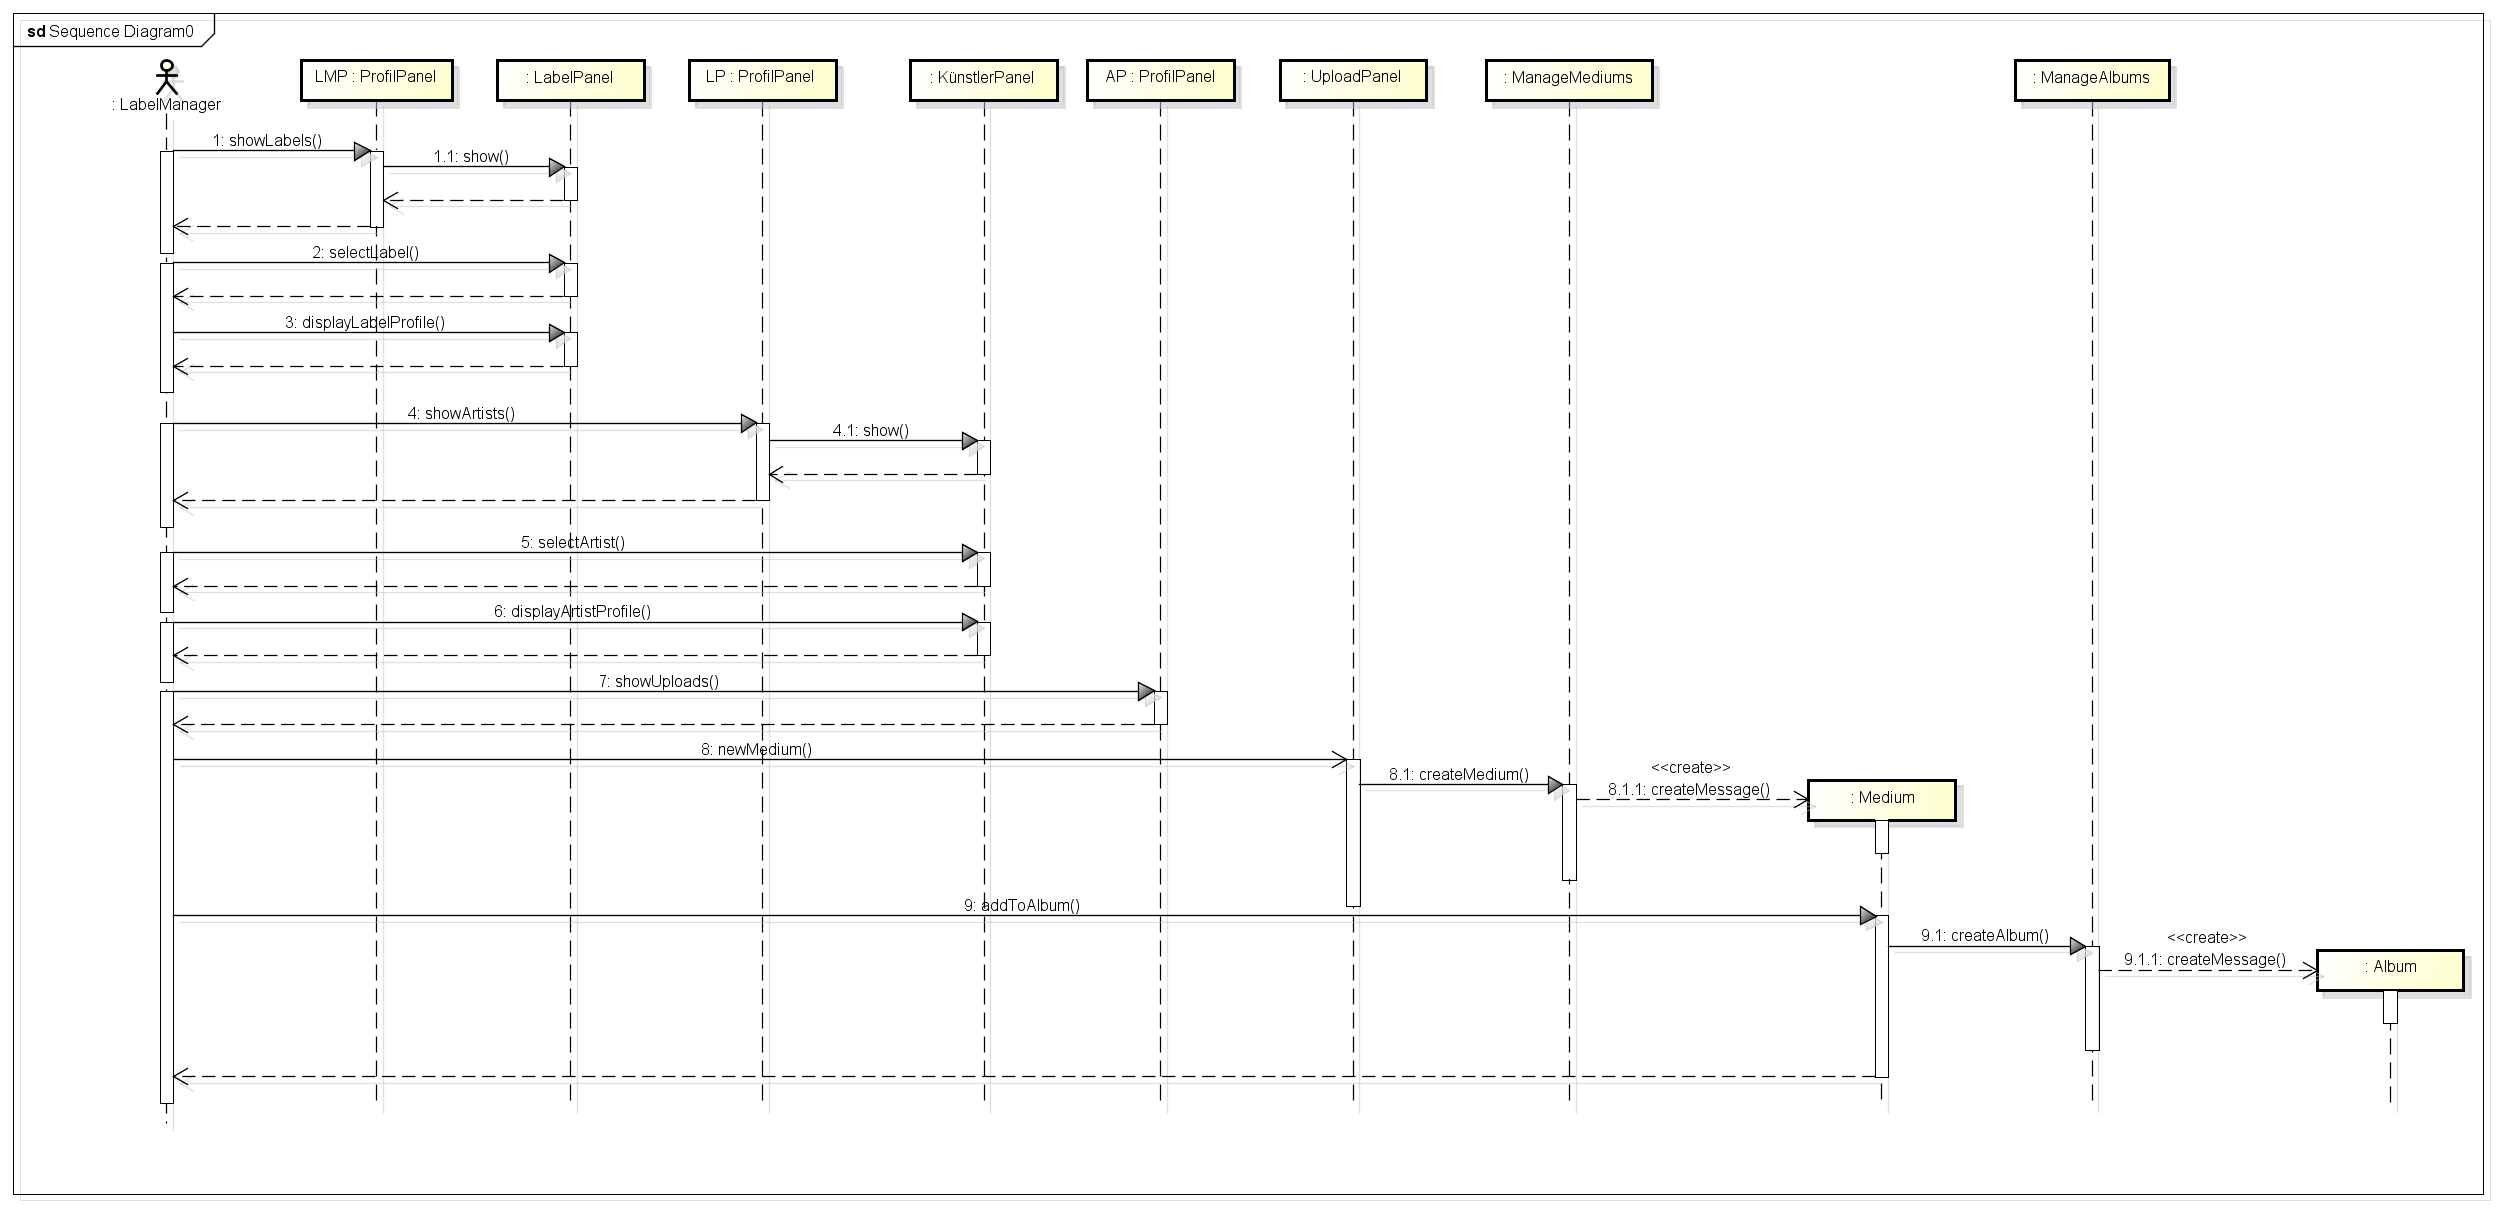 sd Sequence Diagram0
: LabelManager
LMP : ProfilPanel
: LabelPanel
LP : ProfilPanel
: KünstlerPanel
AP : ProfilPanel
: UploadPanel
: ManageMediums
: ManageAlbums
1: showLabels()
1.1: show()
2: selectLabel()
3: displayLabelProfile()
4: showArtists()
4.1: show()
5: selectArtist()
6: displayArtistProfile()
7: showUploads()
8: newMedium()
8.1: createMedium()
<<create>>
8.1.1: createMessage()
: Medium
9: addToAlbum()
9.1: createAlbum()
<<create>>
9.1.1: createMessage()
: Album